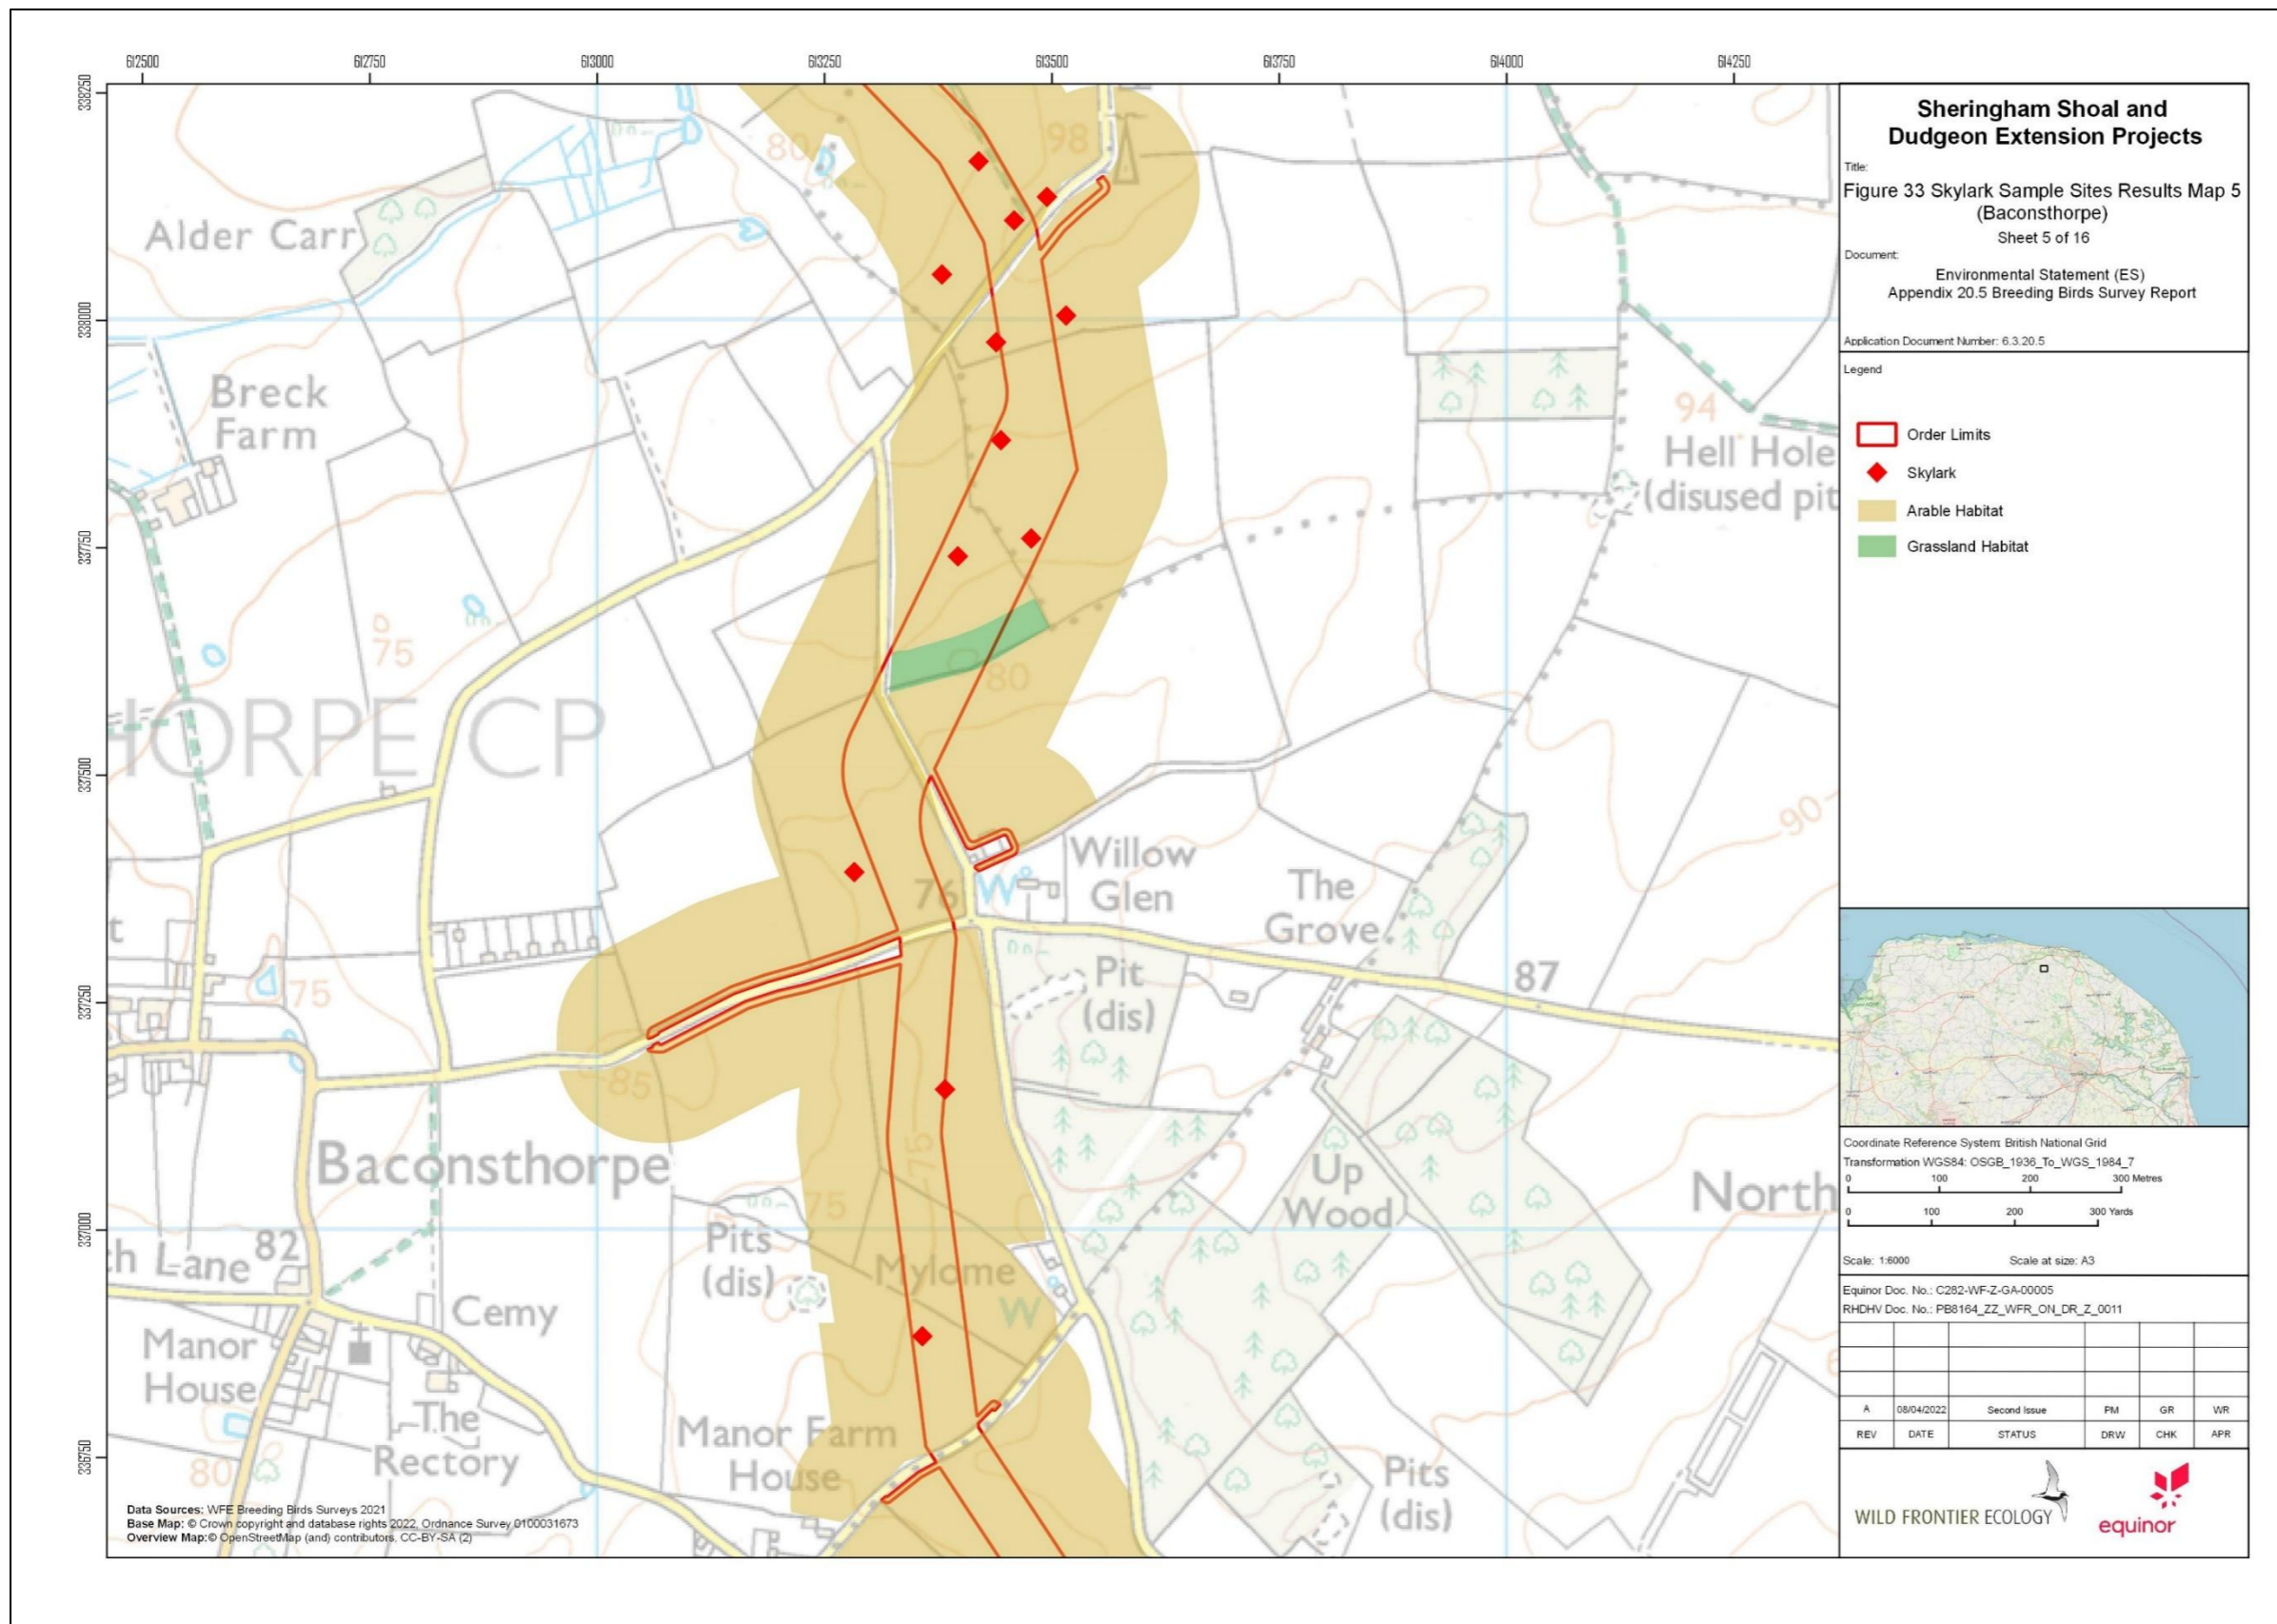 612500 612750 613000 613250 613500 613750 614000 614250
338250
338000
337750
337500
337250
337000
336750
80
98
Alder Carr
Breck
Farm
94
Hell Hole
(disused pit
75
80
HORPE CP
90
Willow
Glen
W
76
The
Grove
t
75
Pit
(dis)
87
85
Baconsthorpe
75
75
Up
Wood
North
Pits
(dis)
Mylome
W
th Lane
82
Cemy
Manor
House
The
Rectory
Manor Farm
House
80
Pits
(dis)
Data Sources: WFE Breeding Birds Surveys 2021
Base Map: © Crown copyright and database rights 2022, Ordnance Survey 0100031673
Overview Map:© OpenStreetMap (and) contributors, CC-BY-SA (2)
Sheringham Shoal and
Dudgeon Extension Projects
Title:
Figure 33 Skylark Sample Sites Results Map 5
(Baconsthorpe)
Sheet 5 of 16
Document:
Environmental Statement (ES)
Appendix 20.5 Breeding Birds Survey Report
Application Document Number: 6.3.20.5
Legend
Order Limits
Skylark
Arable Habitat
Grassland Habitat
Coordinate Reference System: British National Grid
Transformation WGS84: OSGB_1936_To_WGS_1984_7
0 100 200 300 Metres
0 100 200 300 Yards
Scale: 1:6000 Scale at size: A3
Equinor Doc. No.: C282-WF-Z-GA-00005
RHDHV Doc. No.: PB8164_ZZ_WFR_ON_DR_Z_0011
A 08/04/2022 Second Issue PM GR WR
REV DATE STATUS DRW CHK APR
WILD FRONTIER ECOLOGY
equinor